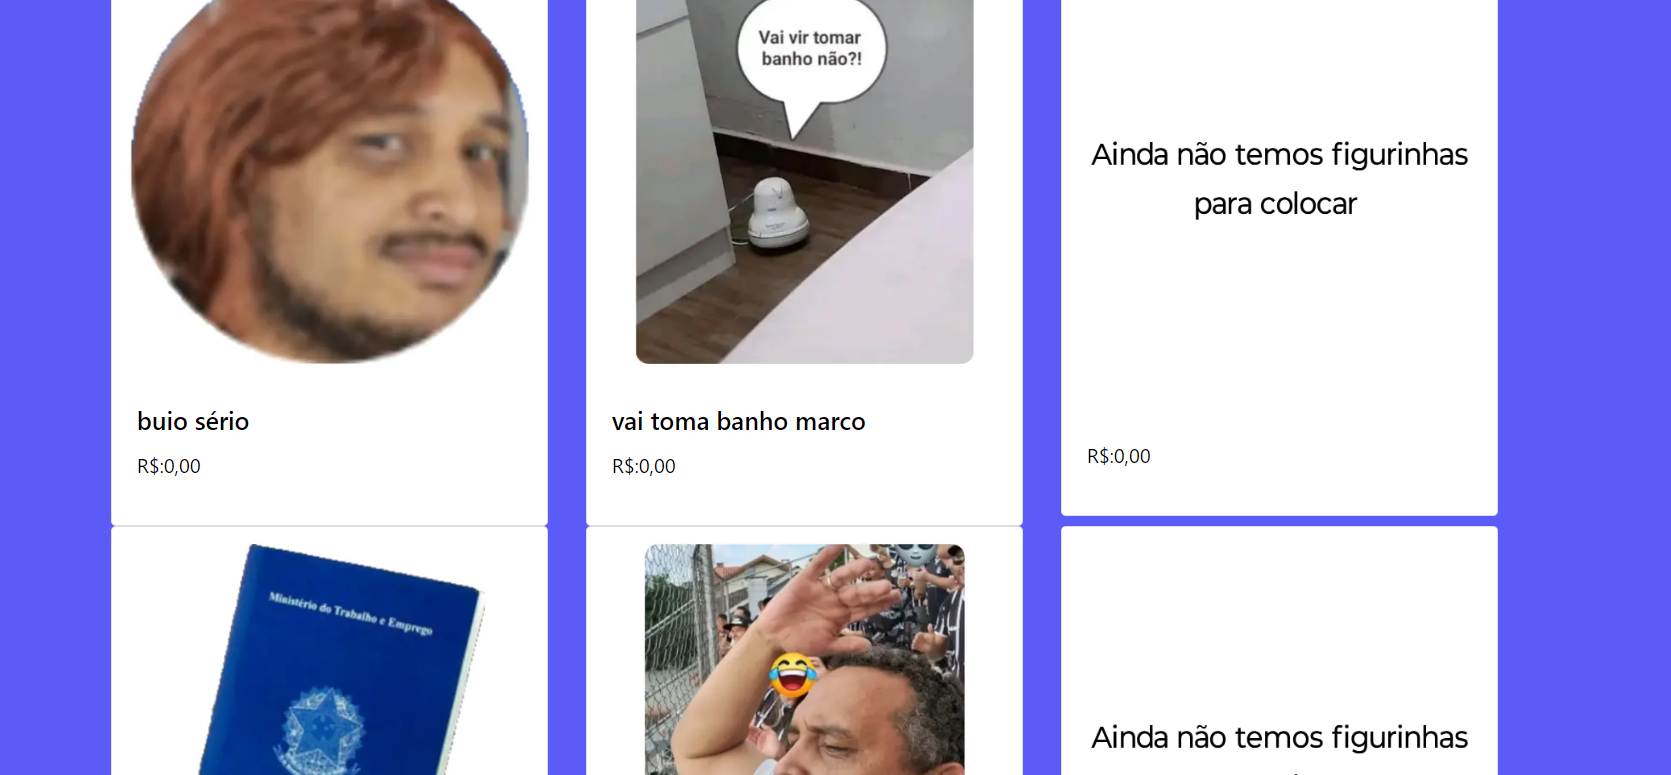 Vai vir tomar
banho não?!
Ainda não temos figurinhas
para colocar
buio sério
R$:0,00
vai toma banho marco
R$:0,00
R$:0,00
Ministério do Trabalho e Emprego
Ainda não temos figurinhas